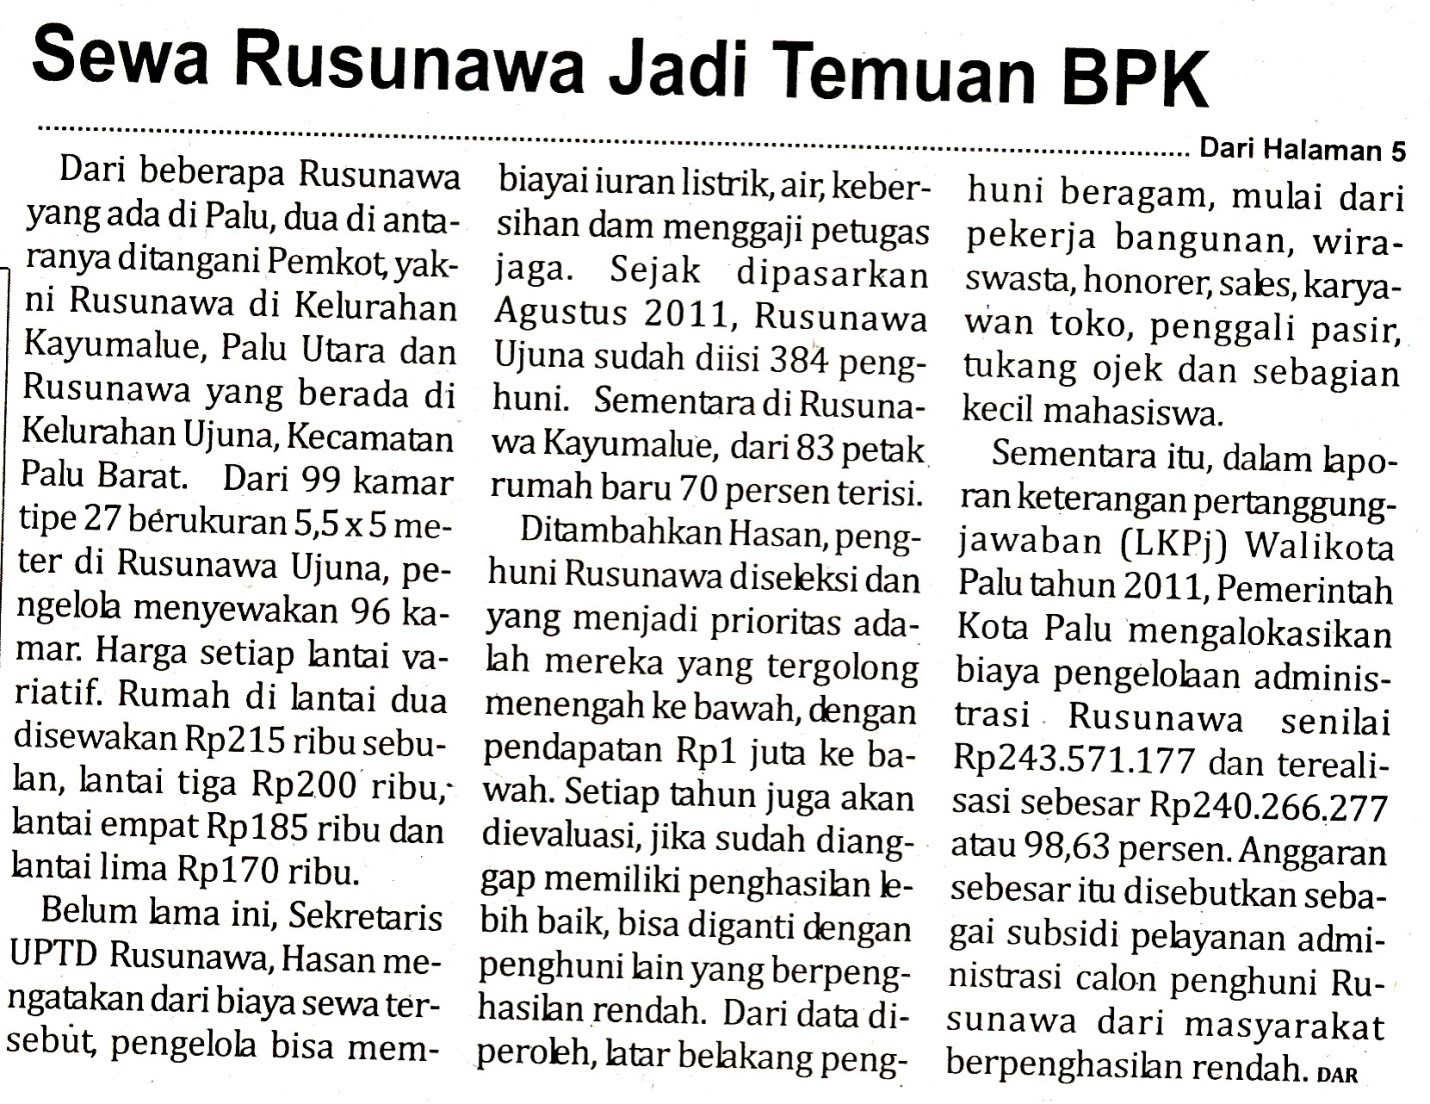 Sewa Rusunawa Jadi Temuan BPK
Dari Halaman 5
Dari beberapa Rusunawa
yang ada di Palu, dua di anta-
ranya ditangani Pemkot, yak-
ni Rusunawa di Kelurahan
Kayumalue, Palu Utara dan
Rusunawa yang berada di
Kelurahan Ujuna, Kecamatan
Palu Barat. Dari 99 kamar
tipe 27 berukuran 5,5 x 5 me-
ter di Rusunawa Ujuna, pe-
ngelola menyewakan 96 ka-
mar. Harga setiap lantai va-
riatif. Rumah di lantai dua
disewakan Rp215 ribu sebu-
lan, lantai tiga Rp200 ribu,
lantai empat Rp185 ribu dan
lantai lima Rp170 ribu.
Belum lama ini, Sekretaris
UPTD Rusunawa, Hasan me-
ngatakan dari biaya sewa ter-
sebut, pengelola bisa mem-
biayai iuran listrik, air, keber-
sihan dam menggaji petugas
jaga. Sejak dipasarkan
Agustus 2011, Rusunawa
Ujuna sudah diisi 384 peng-
huni. Sementara di Rusuna-
wa Kayumalue, dari 83 petak
rumah baru 70 persen terisi.
Ditambahkan Hasan, peng-
huni Rusunawa diseleksi dan
yang menjadi prioritas ada-
lah mereka yang tergolong
menengah ke bawah, dengan
pendapatan Rp1 juta ke ba-
wah. Setiap tahun juga akan
dievaluasi, jika sudah diang-
gap memiliki penghasilan le-
bih baik, bisa diganti dengan
penghuni lain yang berpeng-
hasilan rendah. Dari data di-
peroleh, latar belakang peng-
huni beragam, mulai dari
pekerja bangunan, wira-
swasta, honorer, sales, karya-
wan toko, penggali pasir,
tukang ojek dan sebagian
kecil mahasiswa.
Sementara itu, dalam lapo-
ran keterangan pertanggung-
jawaban (LKPj) Walikota
Palu tahun 2011, Pemerintah
Kota Palu mengalokasikan
biaya pengelolaan adminis-
trasi Rusunawa senilai
Rp243.571.177 dan tereali-
sasi sebesar Rp240.266.277
atau 98,63 persen. Anggaran
sebesar itu disebutkan seba-
gai subsidi pelayanan admi-
nistrasi calon penghuni Ru-
sunawa dari masyarakat
berpenghasilan rendah. DAR